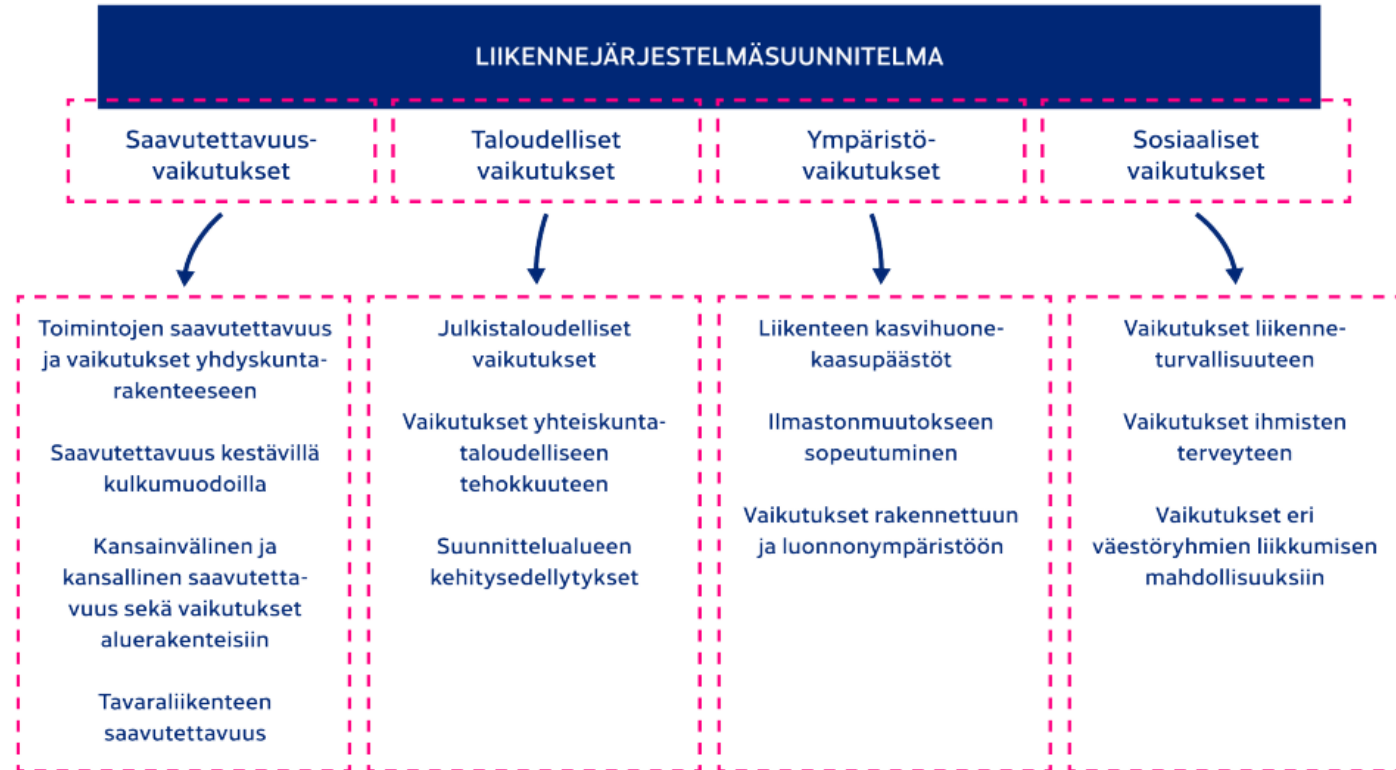 LIIKENNEJÄRJESTELMÄSUUNNITELMA
Saavutettavuus-
vaikutukset
Taloudelliset
vaikutukset
Ympäristö-
vaikutukset
Sosiaaliset
vaikutukset
Toimintojen saavutettavuus
ja vaikutukset yhdyskunta-
rakenteeseen
Saavutettavuus kestävillä
kulkumuodoilla
Kansainvälinen ja
kansallinen saavutetta-
vuus sekä vaikutukset
aluerakenteisiin
Tavaraliikenteen
saavutettavuus
Julkistaloudelliset
vaikutukset
Vaikutukset yhteiskunta-
taloudelliseen
tehokkuuteen
Suunnittelualueen
kehitysedellytykset
Liikenteen kasvihuone-
kaasupäästöt
Ilmastonmuutokseen
sopeutuminen
Vaikutukset rakennettuun
ja luonnonympäristöön
Vaikutukset liikenne-
turvallisuuteen
Vaikutukset ihmisten
terveyteen
Vaikutukset eri
väestöryhmien liikkumisen
mahdollisuuksiin